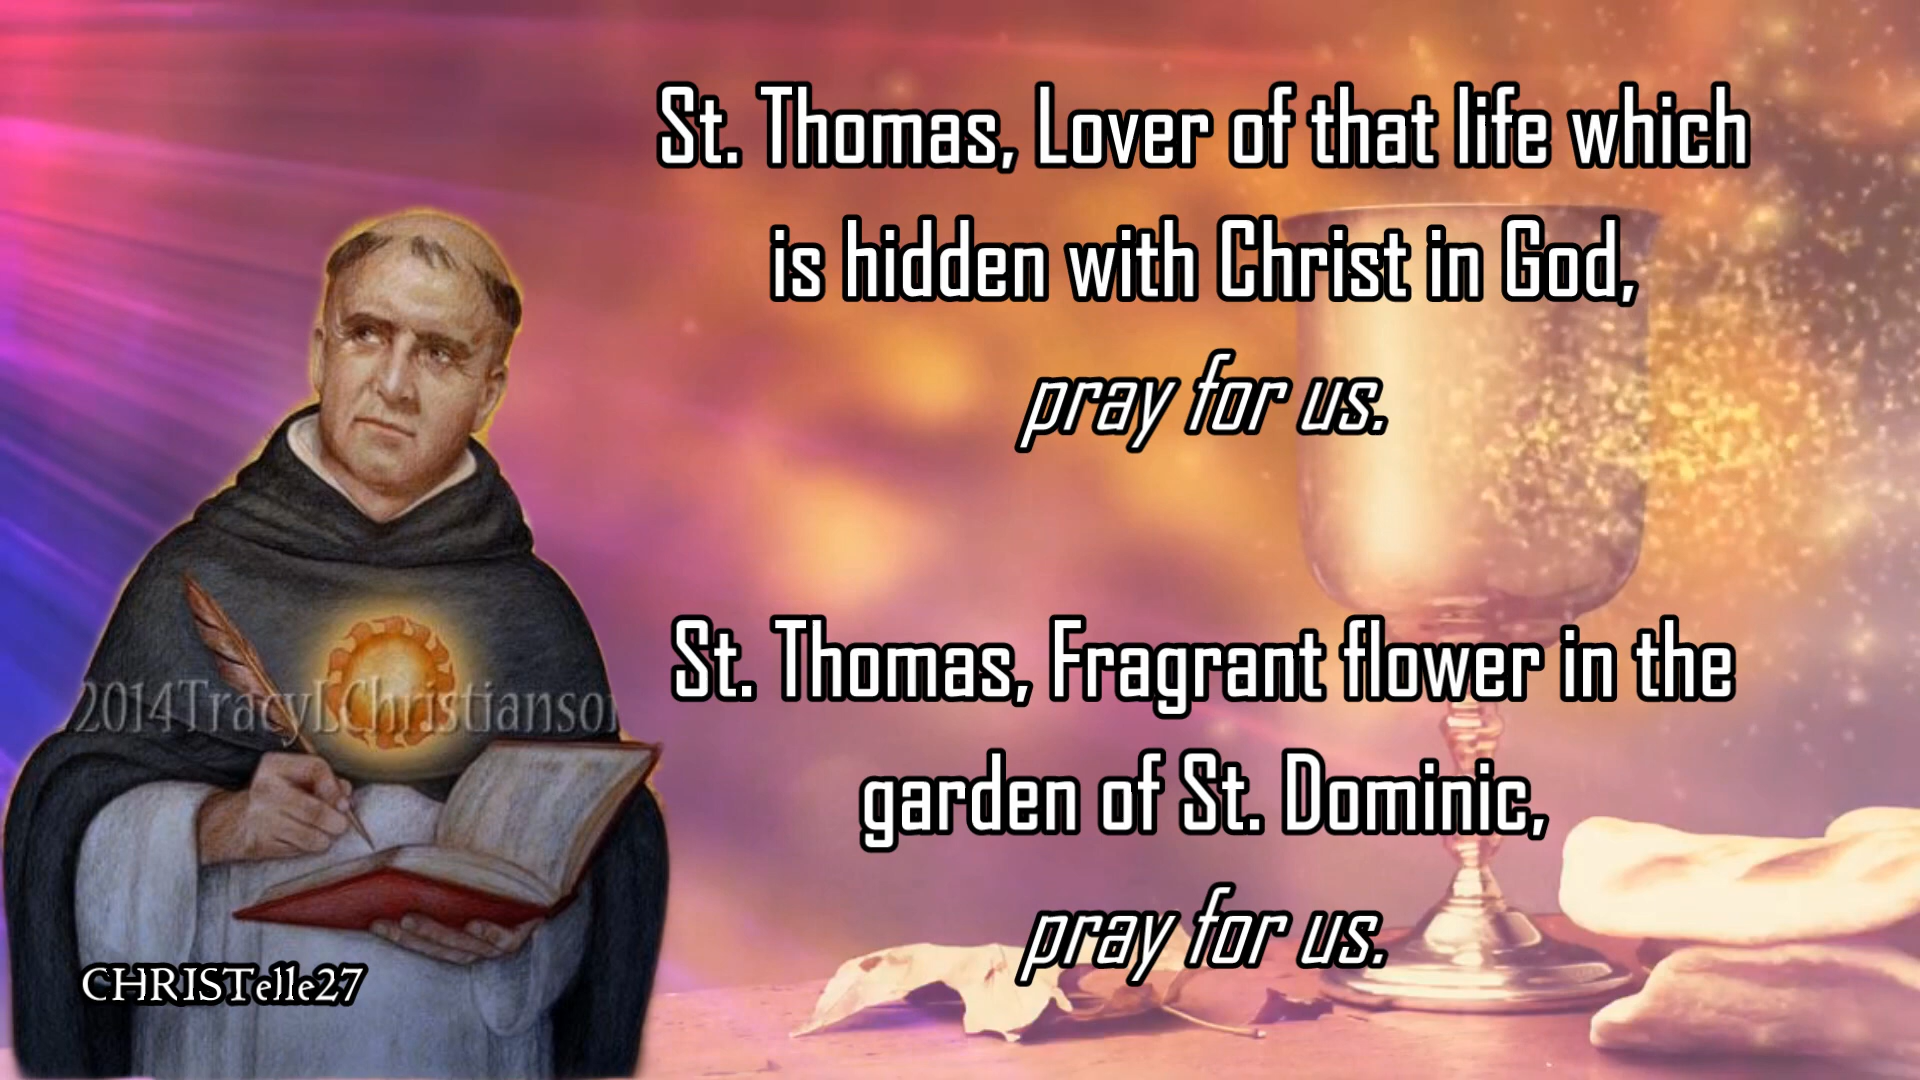 St. Thomas, Lover of that life which
is hidden with Christ in God,
pray for us.
St. Thomas, Fragrant flower in the
garden of St. Dominic,
pray for us.
2014TracyLChristianson
CHRISTelle27